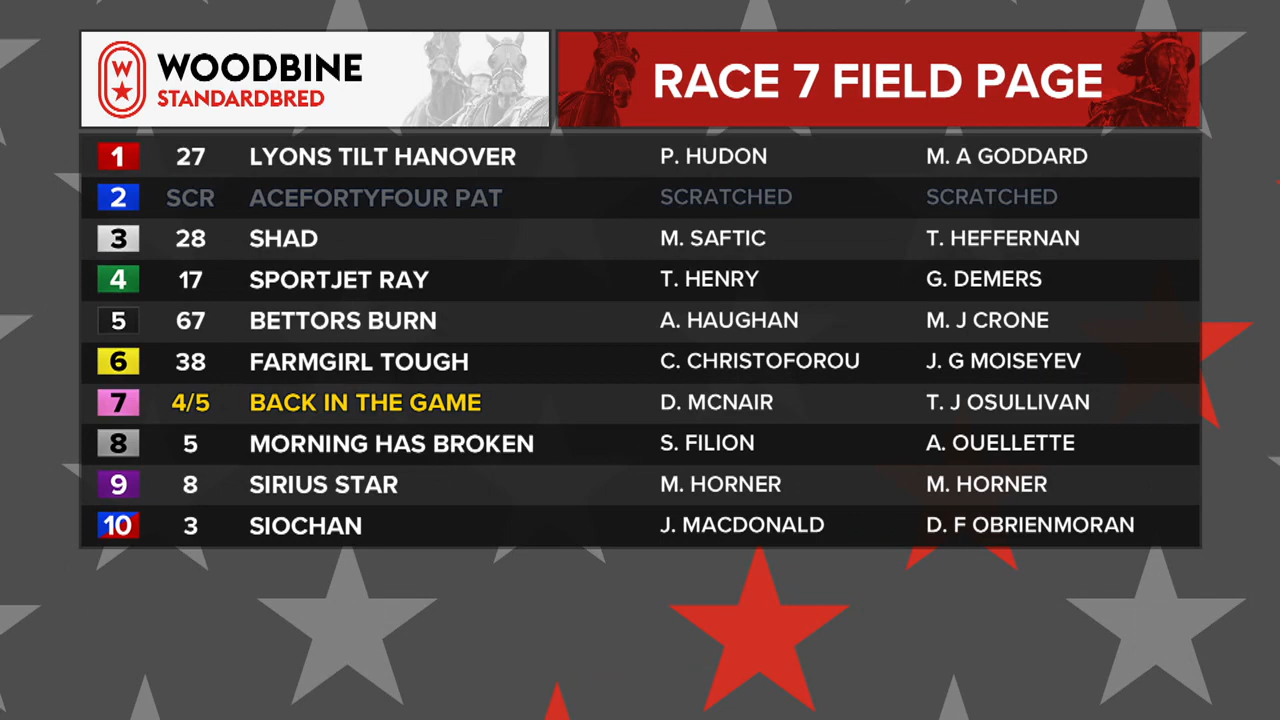 W
WOODBINE
STANDARDBRED
RACE 7 FIELD PAGE
1 27 LYONS TILT HANOVER P. HUDON M. A GODDARD
2 SCR ACEFORTYFOUR PAT SCRATCHED SCRATCHED
3 28 SHAD M. SAFTIC T. HEFFERNAN
4 17 SPORTJET RAY T. HENRY G. DEMERS
5 67 BETTORS BURN A. HAUGHAN M. J CRONE
6 38 FARMGIRL TOUGH C. CHRISTOFOROU J. G MOISEYEV
7 4/5 BACK IN THE GAME D. MCNAIR T. J OSULLIVAN
8 5 MORNING HAS BROKEN S. FILION A. OUELLETTE
9 8 SIRIUS STAR M. HORNER M. HORNER
10 3 SIOCHAN J. MACDONALD D. F OBRIENMORAN